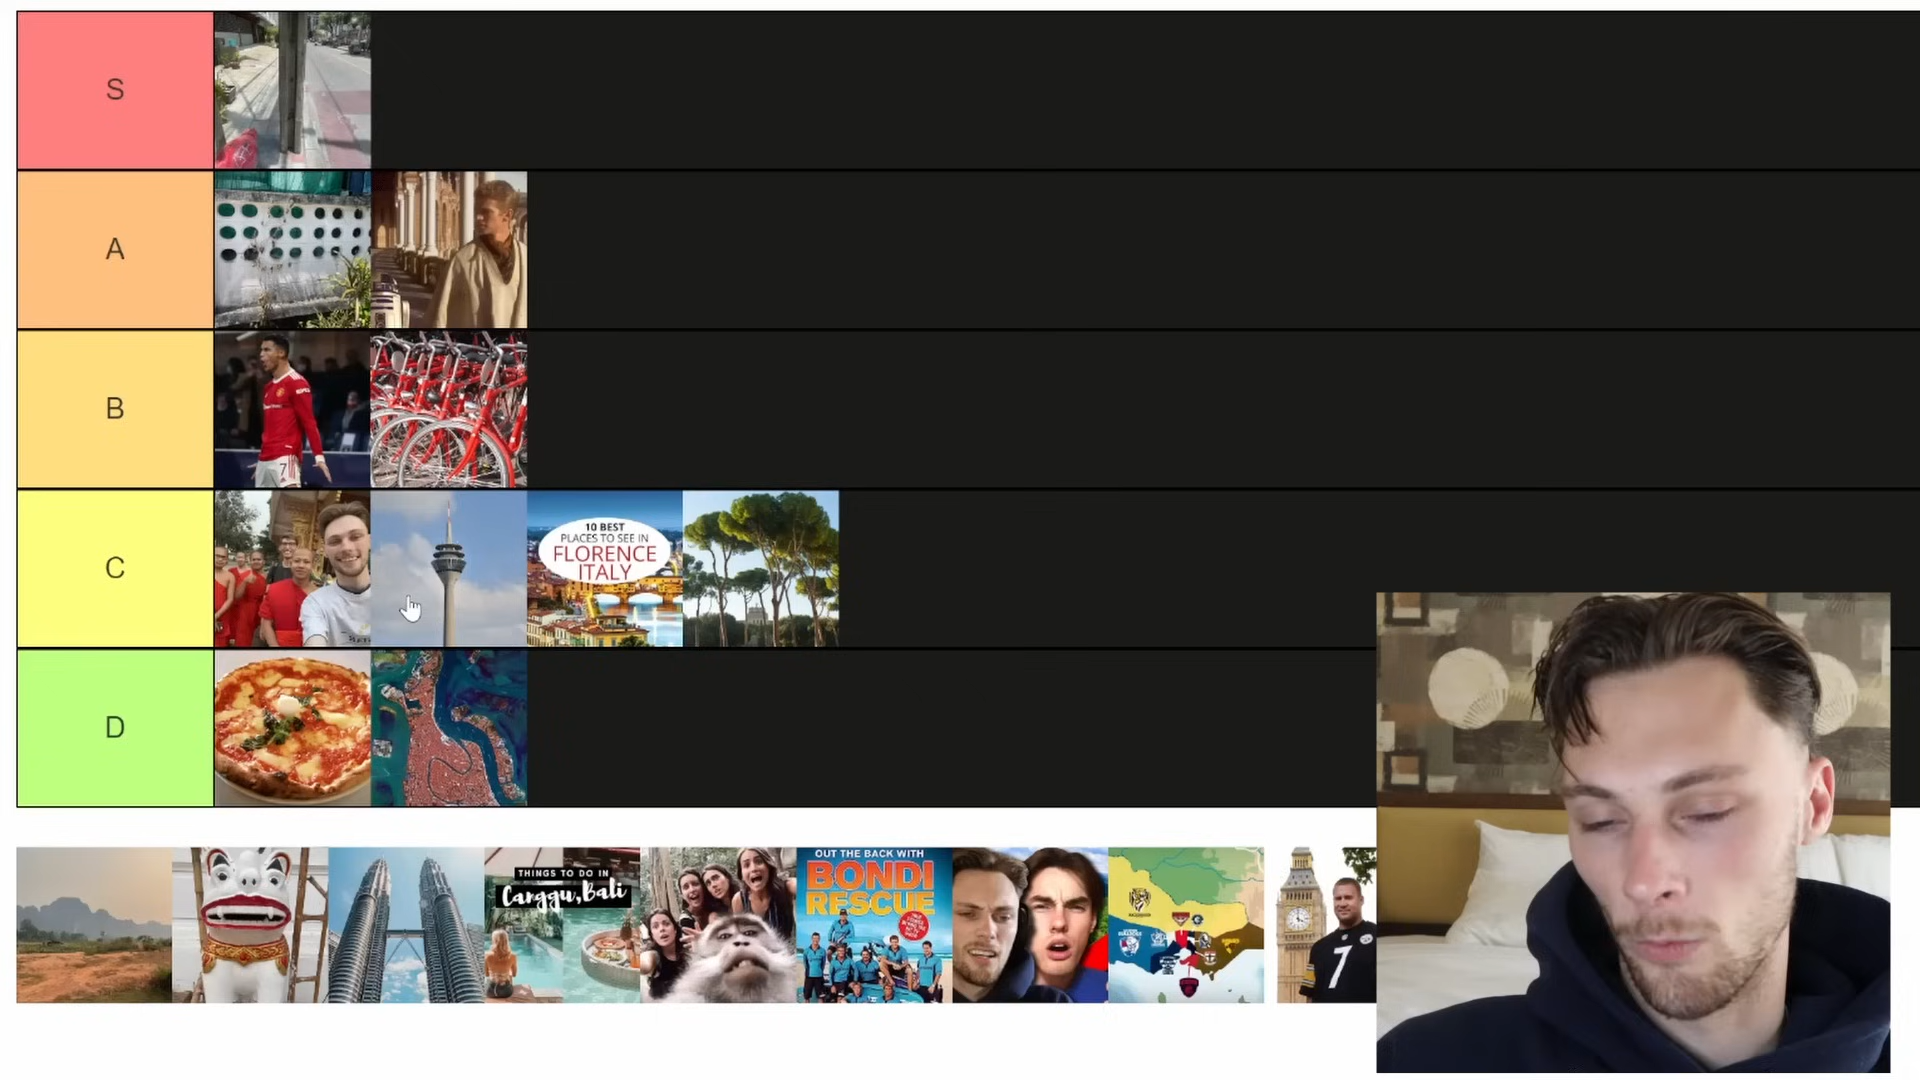 S
A
B
7
C
10 BEST
PLACES TO SEE IN
FLORENCE
ITALY
D
THINGS TO DO IN
Canggu, Bali
OUT THE BACK WITH
BONDI
RESCUE
7